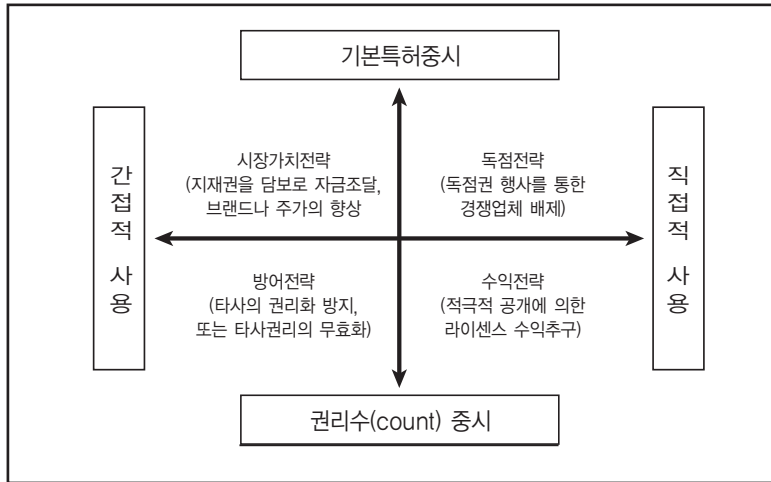 기본특허중시
간접적 사용
시장가치전략
(지재권을 담보로 자금조달,
브랜드나 주가의 향상
독점전략
(독점권 행사를 통한
경쟁업체 배제)
직접적 사용
방어전략
(타사의 권리화 방지,
또는 타사권리의 무효화)
수익전략
(적극적 공개에 의한
라이센스 수익추구)
권리수(count) 중시